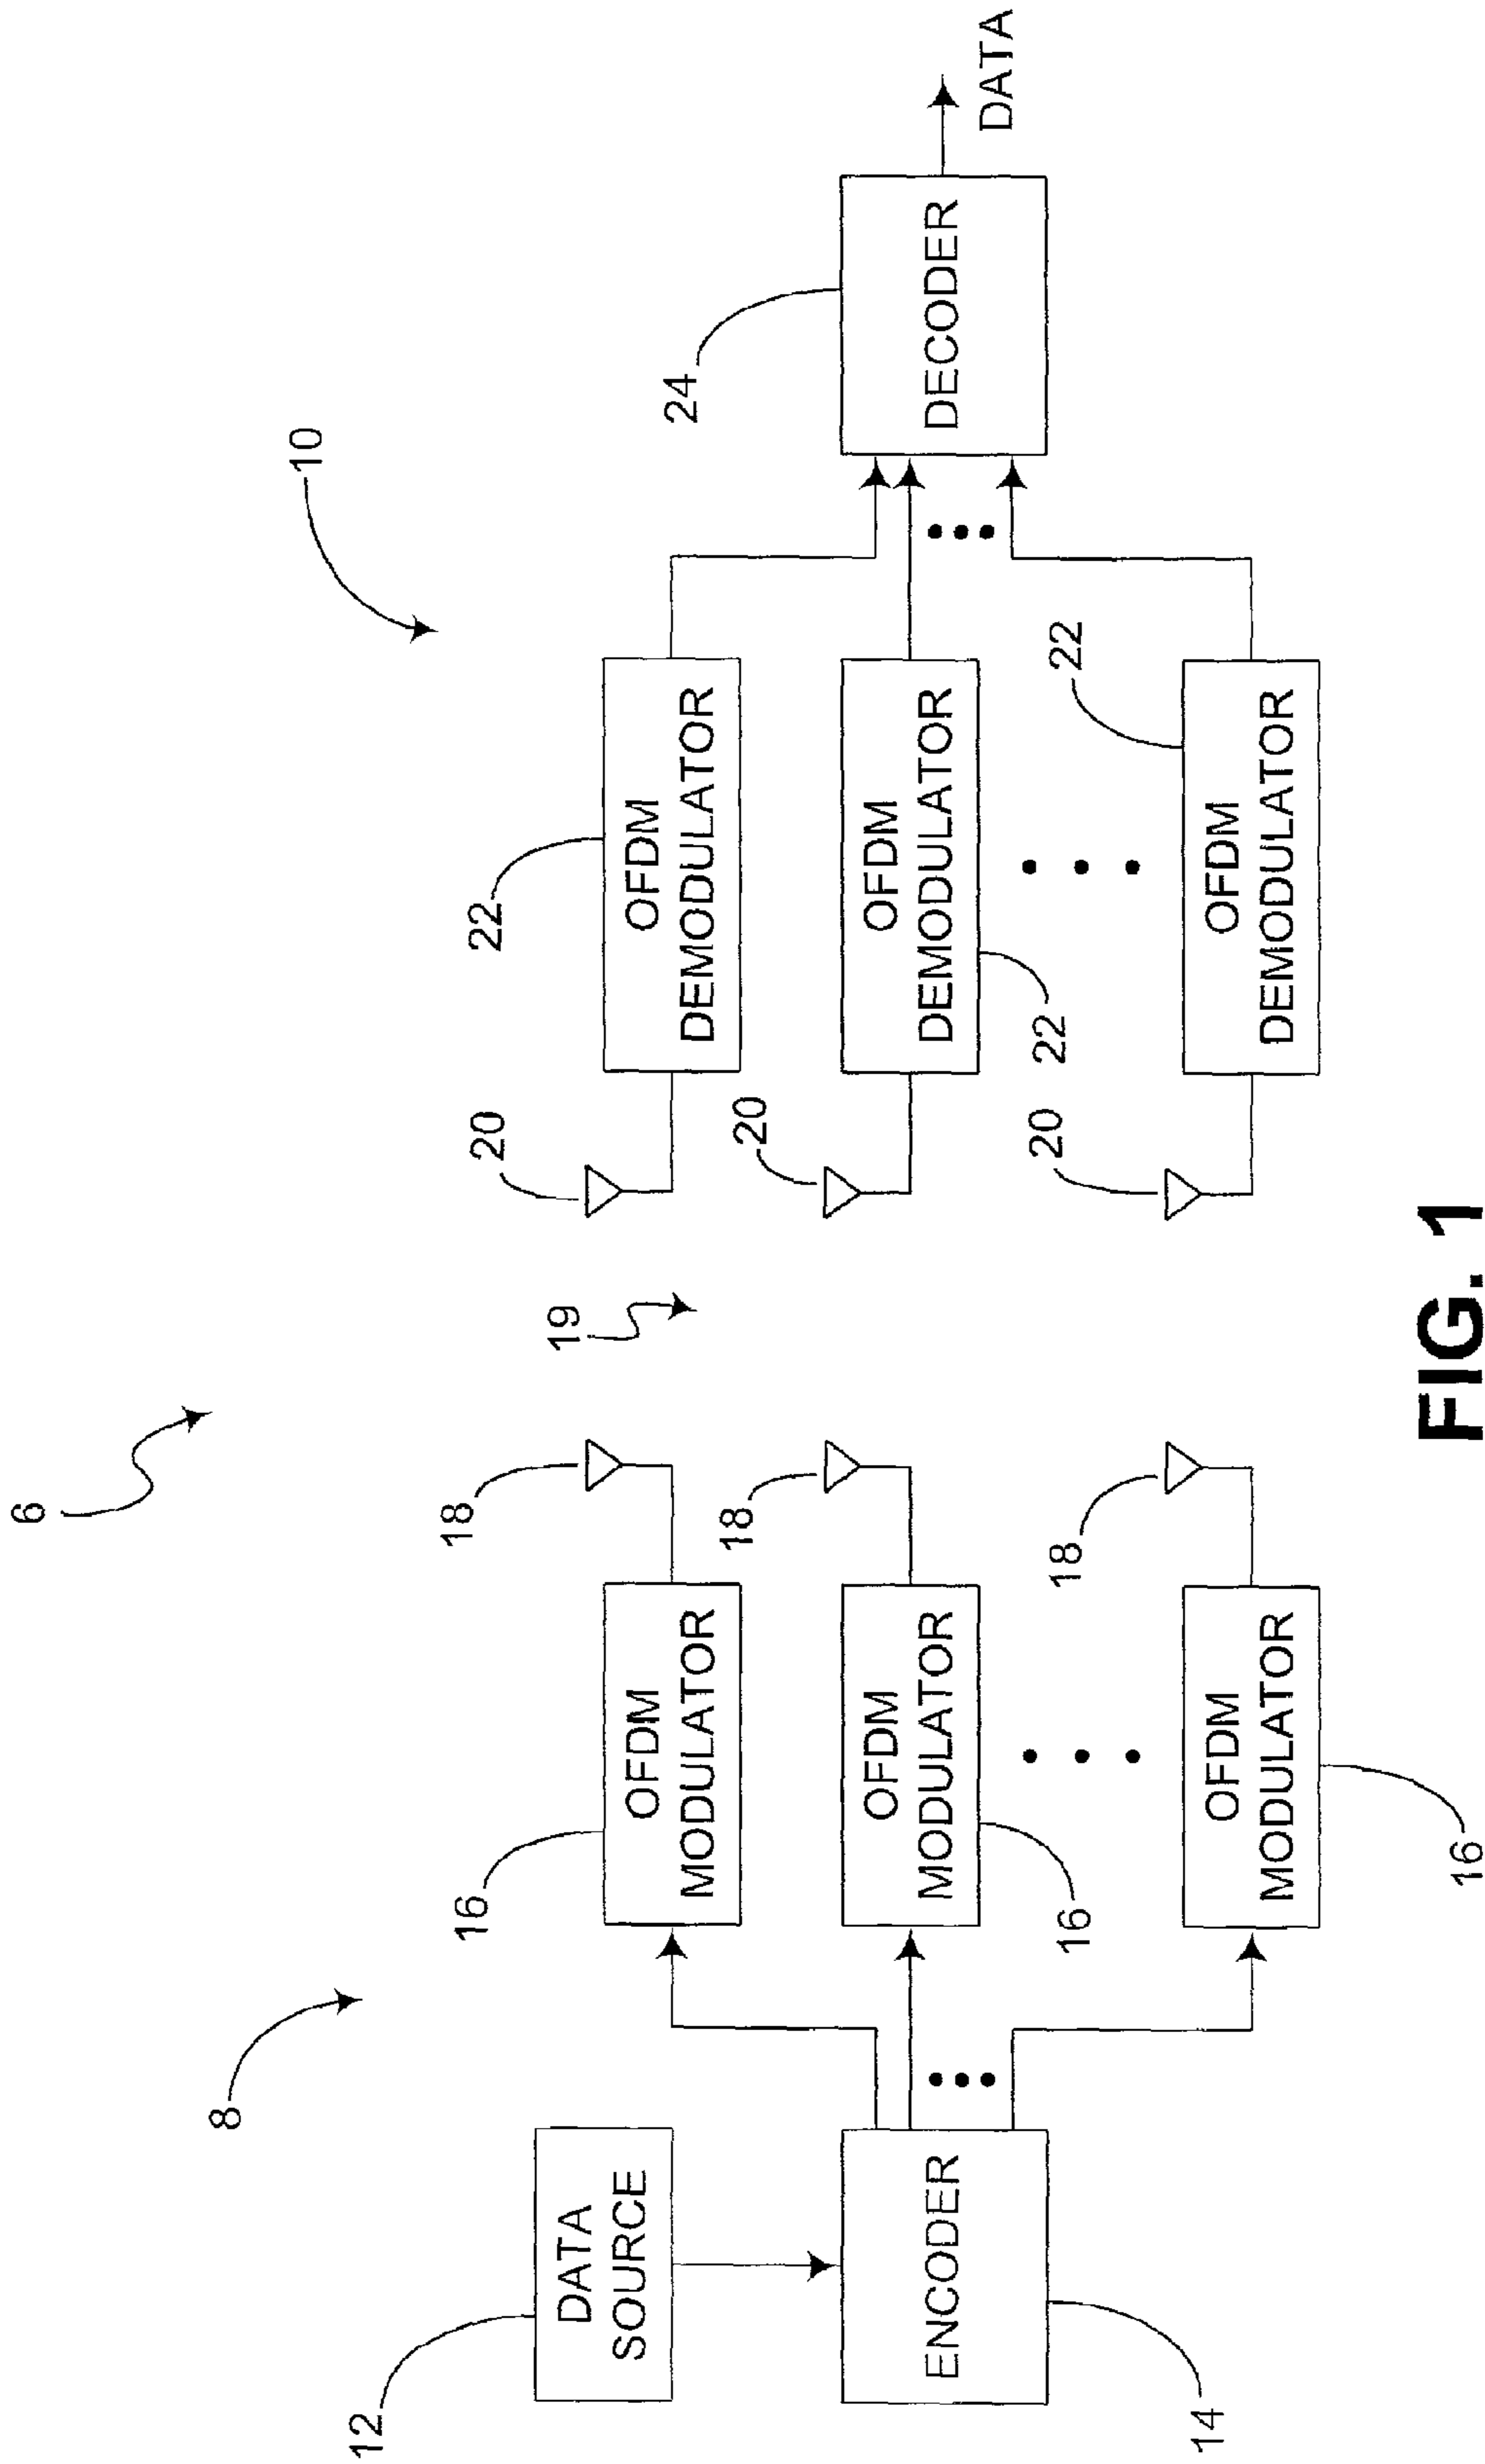 6
8
10
12
DATA
SOURCE
14
ENCODER
16
OFDM
MODULATOR
18
16
OFDM
MODULATOR
18
16
OFDM
MODULATOR
18
19
20
22
OFDM
DEMODULATOR
20
22
OFDM
DEMODULATOR
20
22
OFDM
DEMODULATOR
24
DECODER
DATA
FIG. 1